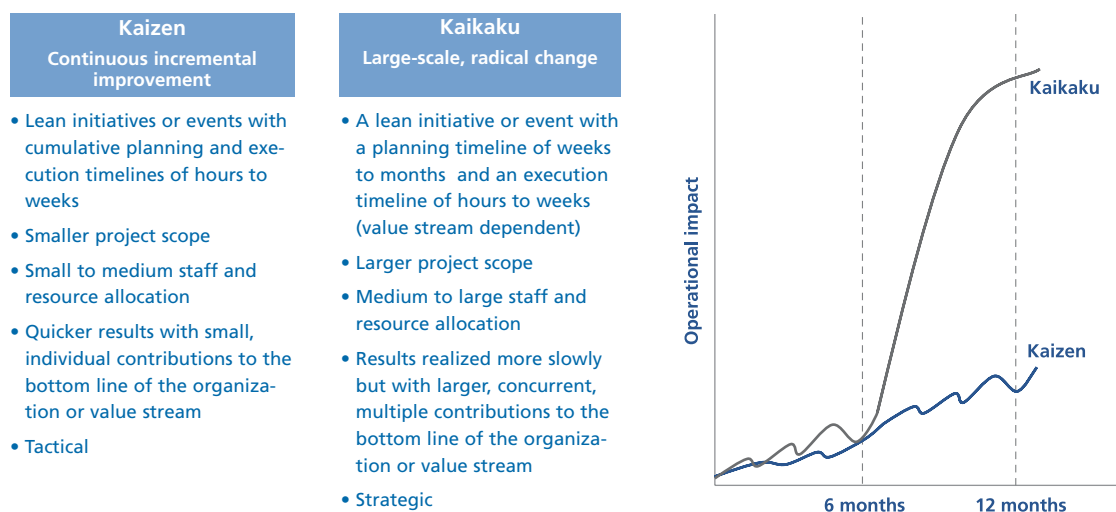 Kaizen
Continuous incremental
improvement
• Lean initiatives or events with
cumulative planning and exe-
cution timelines of hours to
weeks
• Smaller project scope
• Small to medium staff and
resource allocation
• Quicker results with small,
individual contributions to the
bottom line of the organiza-
tion or value stream
• Tactical
Kaikaku
Large-scale, radical change
• A lean initiative or event with
a planning timeline of weeks
to months and an execution
timeline of hours to weeks
(value stream dependent)
• Larger project scope
• Medium to large staff and
resource allocation
• Results realized more slowly
but with larger, concurrent,
multiple contributions to the
bottom line of the organiza-
tion or value stream
• Strategic
Operational impact
Kaikaku
Kaizen
6 months
12 months